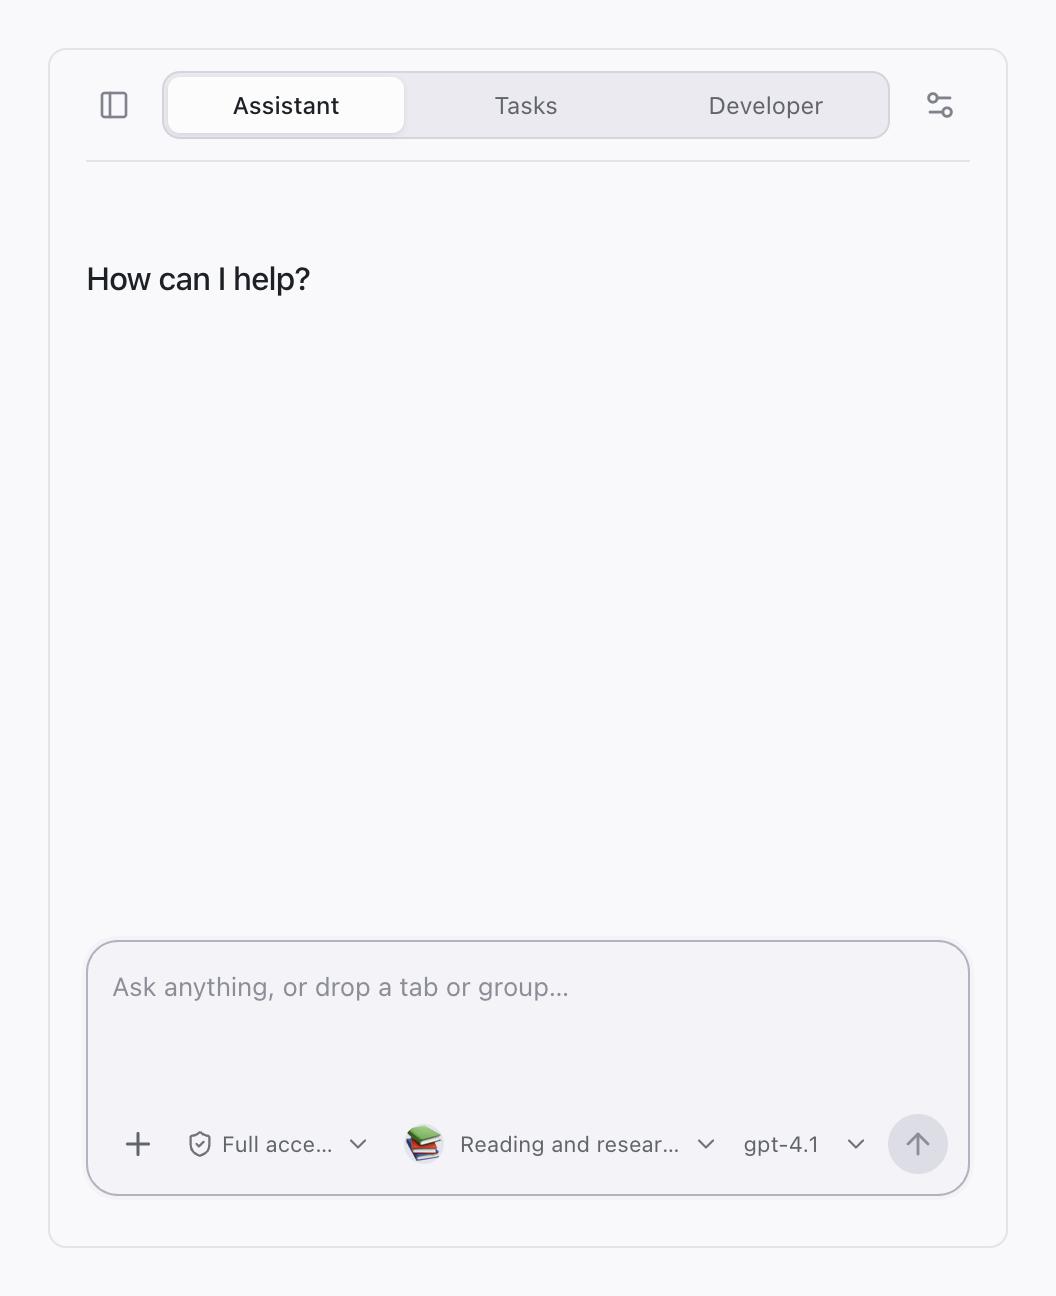 Assistant
Tasks
Developer
How can I help?
Ask anything, or drop a tab or group...
Full acce...
Reading and resear...
gpt-4.1